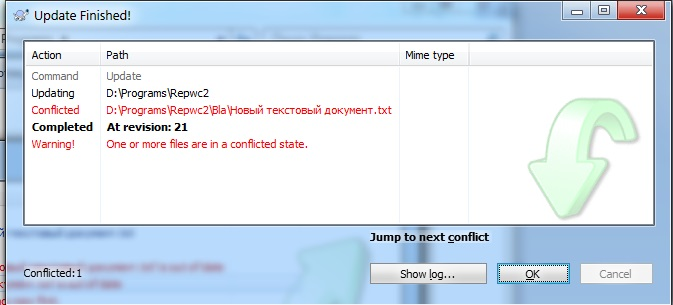 Update Finished!
Action Path Mime type
Command Update
Updating D:\Programs\Repwc2
Conflicted D:\Programs\Repwc2\Bla\Новый текстовый документ.txt
Completed At revision: 21
Warning! One or more files are in a conflicted state.
Jump to next conflict
Conflicted:1 Show log... OK Cancel